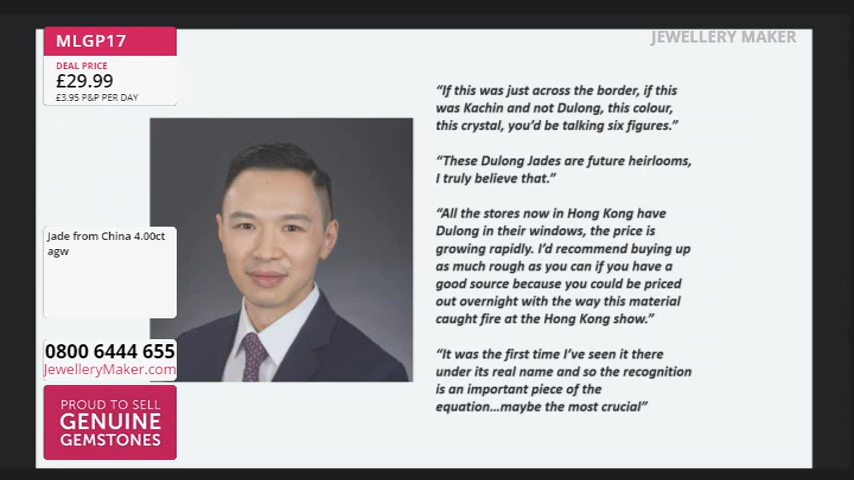 MLGP17
DEAL PRICE
£29.99
£3.95 P&P PER DAY
JEWELLERY MAKER
“If this was just across the border, if this
was Kachin and not Dulong, this colour,
this crystal, you’d be talking six figures.”
“These Dulong Jades are future heirlooms,
I truly believe that.”
“All the stores now in Hong Kong have
Dulong in their windows, the price is
growing rapidly. I’d recommend buying up
as much rough as you can if you have a
good source because you could be priced
out overnight with the way this material
caught fire at the Hong Kong show.”
“It was the first time I’ve seen it there
under its real name and so the recognition
is an important piece of the
equation…maybe the most crucial”
Jade from China 4.00ct
agw
0800 6444 655
JewelleryMaker.com
PROUD TO SELL
GENUINE
GEMSTONES